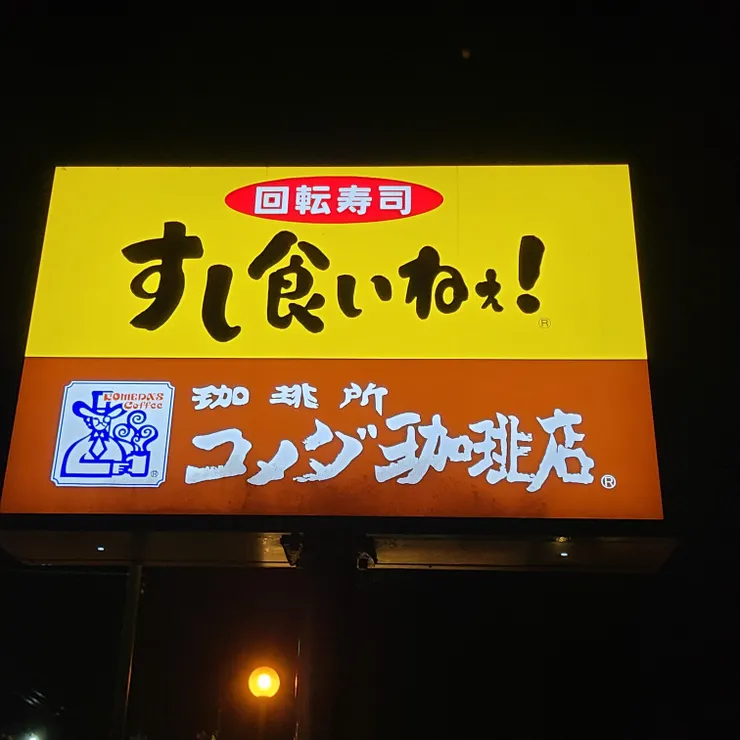 回転寿司
すし食いねぇ!
®
KOMEDA'S
Coffee
®
珈琲所
コメダ珈琲店®